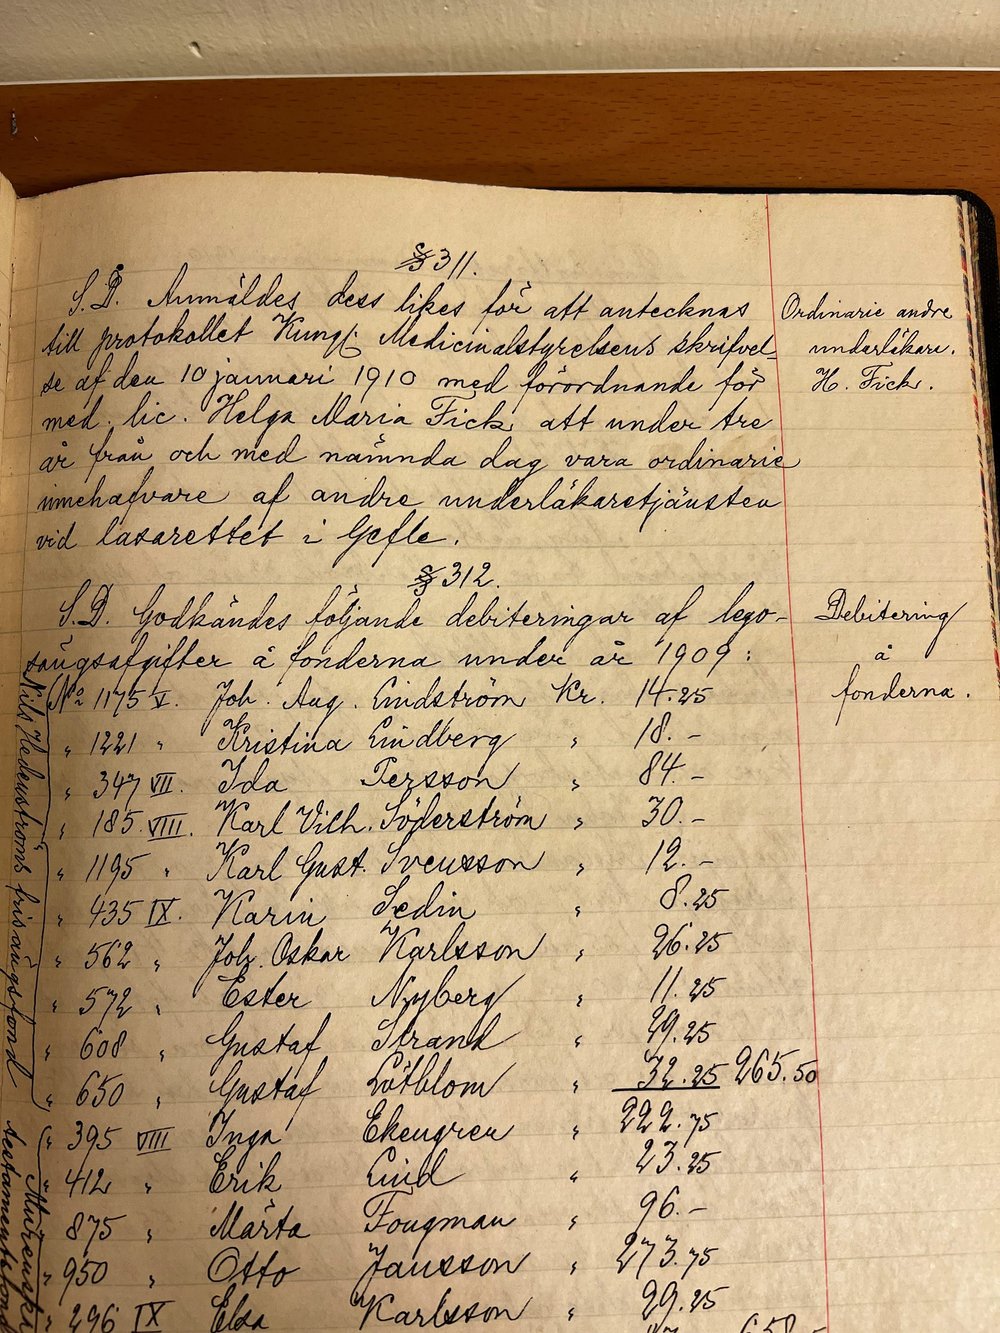 § 311.
S. D. Anmäldes dess likes för att antecknas
till protokollet Kungl. Medicinalstyrelsens skrifvel-
se af den 10 januari 1910 med förordnande för
med. lic. Helga Maria Fick att under tre
år från och med nämnda dag vara ordinarie
innehafvare af andre underläkaretjänsten
vid lasarettet i Gefle.
Ordinarie andre
underläkare.
H. Fick.
§ 312.
S. D. Godkändes följande debiteringar af lego-
sängsafgifter å fonderna under år 1909:
Debitering
å
fonderna.
Nils Hedenströms frisängsfond
No 1175 V. Joh. Aug. Lindström Kr. 14.25
" 1221 " Kristina Lindberg " 18.-
" 347 VII. Ida Persson " 84.-
" 185 VIII. Karl Vilh. Söderström " 30.-
" 1195 " Karl Gust. Svensson " 12.-
" 435 IX. Karin Sedin " 8.25
" 562 " Joh. Oskar Karlsson " 26.25
" 572 " Ester Nyberg " 11.25
" 608 " Gustaf Strand " 29.25
" 650 " Gustaf Lötblom " 32.25 265.50
" 395 VIII Inga Ekengren " 222.75
" 412 " Erik Lind " 23.25
" 875 " Märta Fougman " 96.-
" 950 " Otto Jansson " 273.75
" 296 IX Elsa Karlsson " 29.25